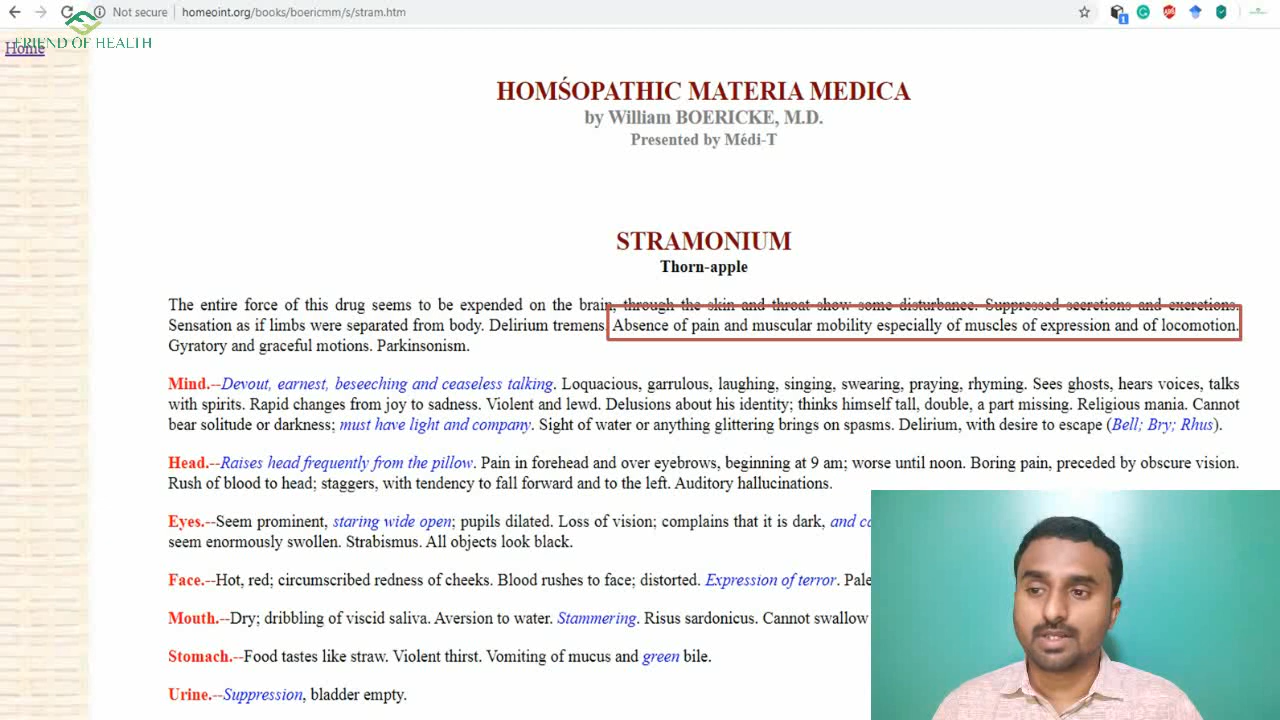 Not secure | homeoint.org/books/boericmm/s/stram.htm
FRIEND OF HEALTH
Home
HOMŚOPATHIC MATERIA MEDICA
by William BOERICKE, M.D.
Presented by Médi-T
STRAMONIUM
Thorn-apple
The entire force of this drug seems to be expended on the brain, through the skin and throat show some disturbance. Suppressed secretions and excretions.
Sensation as if limbs were separated from body. Delirium tremens. Absence of pain and muscular mobility especially of muscles of expression and of locomotion.
Gyratory and graceful motions. Parkinsonism.
Mind.--Devout, earnest, beseeching and ceaseless talking. Loquacious, garrulous, laughing, singing, swearing, praying, rhyming. Sees ghosts, hears voices, talks
with spirits. Rapid changes from joy to sadness. Violent and lewd. Delusions about his identity; thinks himself tall, double, a part missing. Religious mania. Cannot
bear solitude or darkness; must have light and company. Sight of water or anything glittering brings on spasms. Delirium, with desire to escape (Bell; Bry; Rhus).
Head.--Raises head frequently from the pillow. Pain in forehead and over eyebrows, beginning at 9 am; worse until noon. Boring pain, preceded by obscure vision.
Rush of blood to head; staggers, with tendency to fall forward and to the left. Auditory hallucinations.
Eyes.--Seem prominent, staring wide open; pupils dilated. Loss of vision; complains that it is dark, and
seem enormously swollen. Strabismus. All objects look black.
Face.--Hot, red; circumscribed redness of cheeks. Blood rushes to face; distorted. Expression of terror.
Mouth.--Dry; dribbling of viscid saliva. Aversion to water. Stammering. Risus sardonicus. Cannot swallow
Stomach.--Food tastes like straw. Violent thirst. Vomiting of mucus and green bile.
Urine.--Suppression, bladder empty.